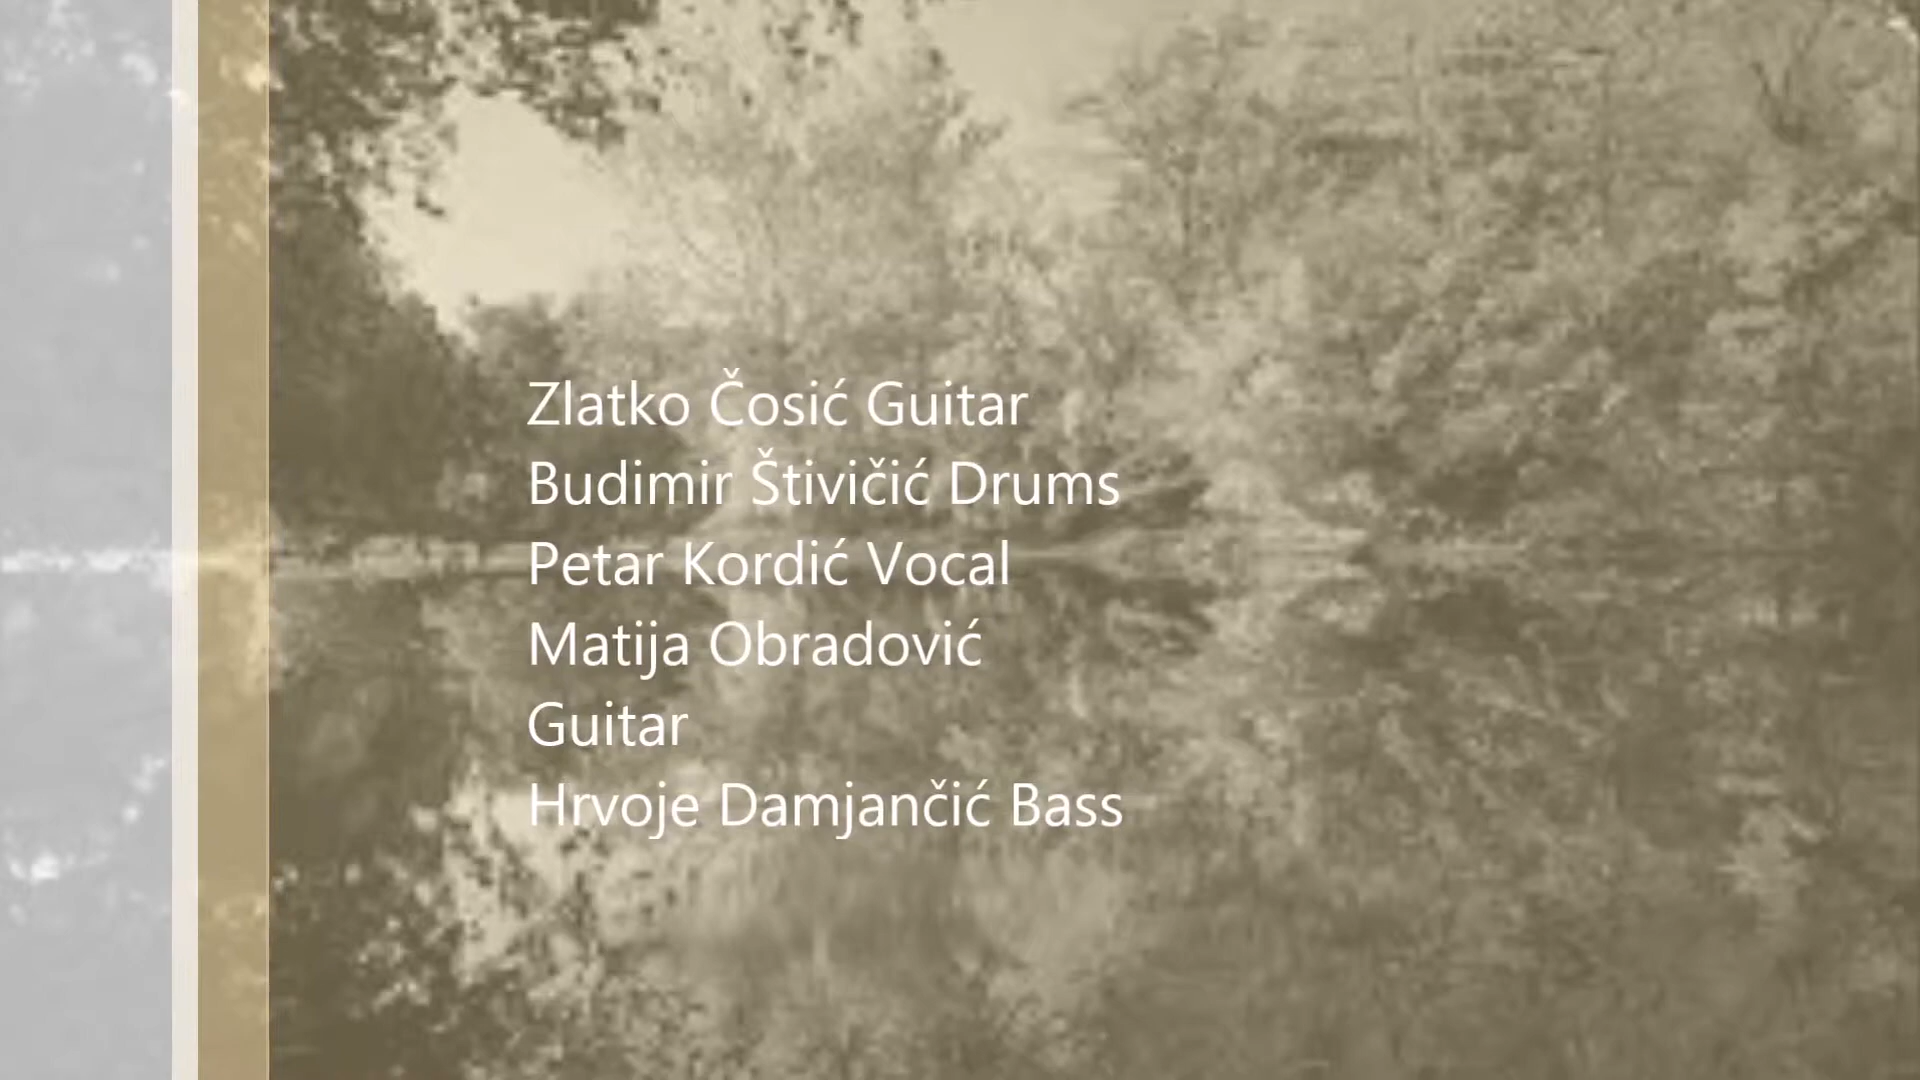 Zlatko Čosić Guitar
Budimir Štivičić Drums
Petar Kordić Vocal
Matija Obradović
Guitar
Hrvoje Damjančić Bass